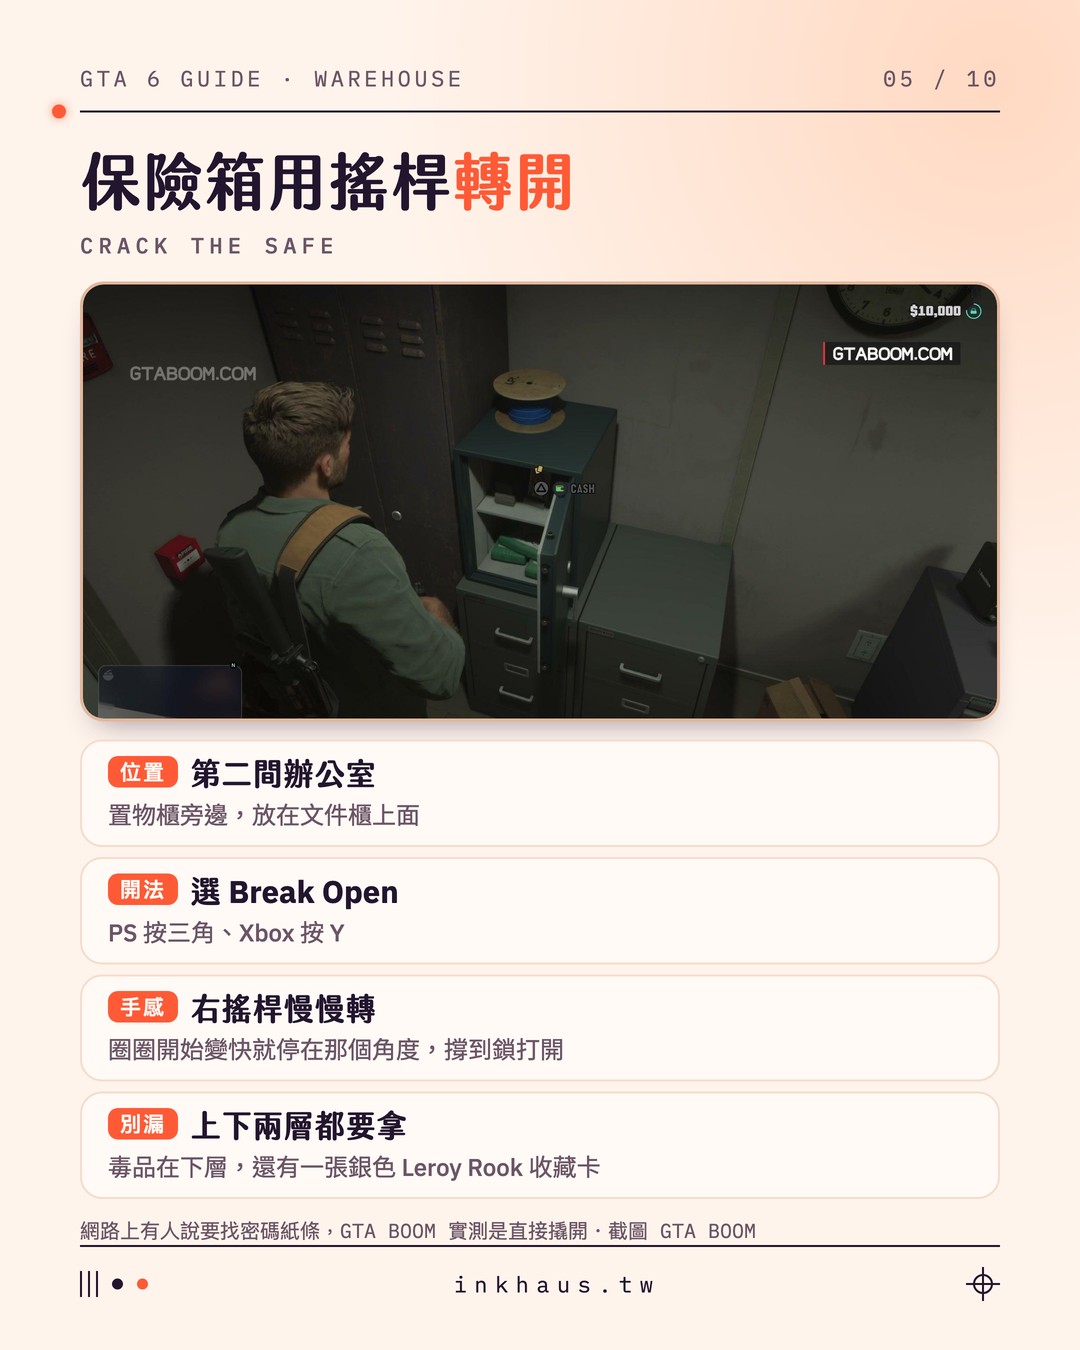 GTA 6 GUIDE · WAREHOUSE
05 / 10
保險箱用搖桿轉開
CRACK THE SAFE
$10,000
GTABOOM.COM
GTABOOM.COM
CASH
位置 第二間辦公室
置物櫃旁邊，放在文件櫃上面
開法 選 Break Open
PS 按三角、Xbox 按 Y
手感 右搖桿慢慢轉
圈圈開始變快就停在那個角度，撐到鎖打開
別漏 上下兩層都要拿
毒品在下層，還有一張銀色 Leroy Rook 收藏卡
網路上有人說要找密碼紙條，GTA BOOM 實測是直接撬開 · 截圖 GTA BOOM
inkhaus.tw